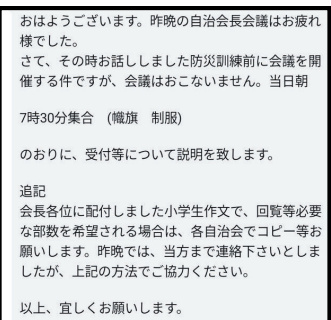 おはようございます。昨晩の自治会長会議はお疲れ
様でした。
さて、その時お話ししました防災訓練前に会議を開
催する件ですが、会議はおこないません。当日朝
7時30分集合　(幟旗　制服)
のおりに、受付等について説明を致します。
追記
会長各位に配付しました小学生作文で、回覧等必要
な部数を希望される場合は、各自治会でコピー等お
願いします。昨晩では、当方まで連絡下さいとしま
したが、上記の方法でご協力ください。
以上、宜しくお願いします。